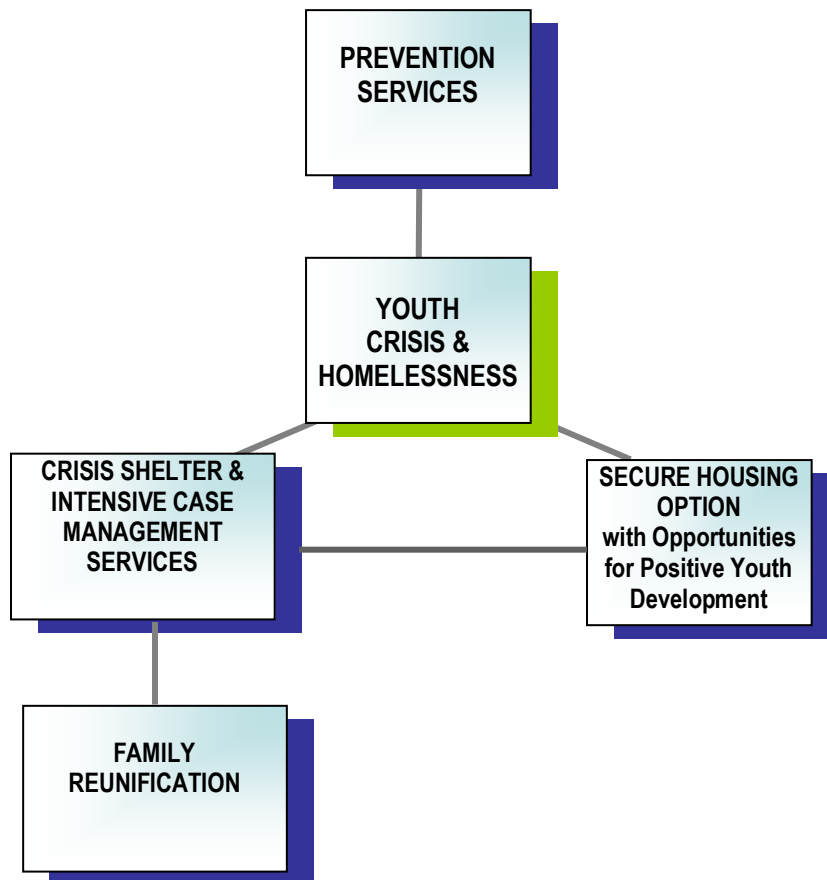 PREVENTION
SERVICES
YOUTH
CRISIS &
HOMELESSNESS
CRISIS SHELTER &
INTENSIVE CASE
MANAGEMENT
SERVICES
SECURE HOUSING
OPTION
with Opportunities
for Positive Youth
Development
FAMILY
REUNIFICATION